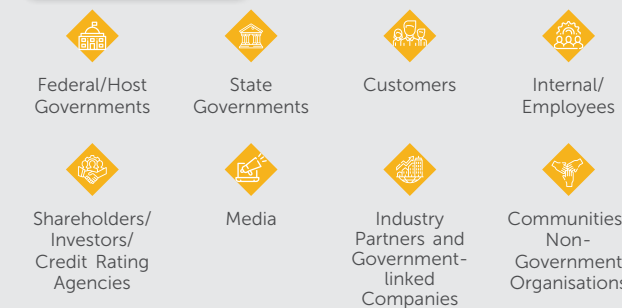 Federal/Host
Governments
State
Governments
Customers
Internal/
Employees
Shareholders/
Investors/
Credit Rating
Agencies
Media
Industry
Partners and
Government-
linked
Companies
Communities
Non-
Government
Organisations